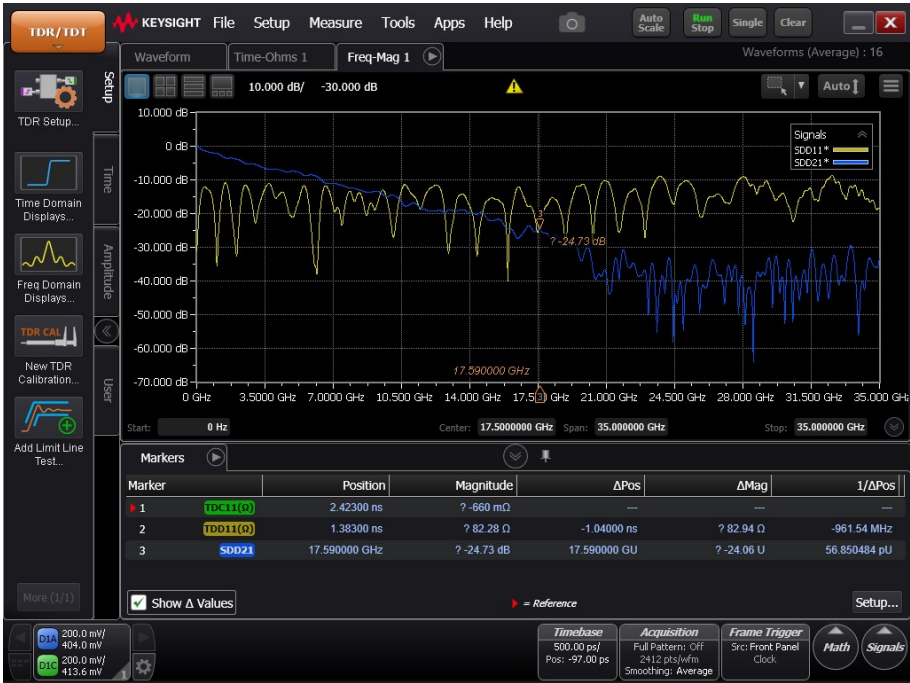 TDR/TDT
KEYSIGHT File Setup Measure Tools Apps Help
Auto Scale
Run Stop
Single
Clear
X
Waveform
Time-Ohms 1
Freq-Mag 1
Waveforms (Average) : 16
TDR Setup...
Time Domain
Displays...
Freq Domain
Displays...
TDR CAL
New TDR
Calibration...
Add Limit Line
Test...
More (1/1)
Setup
Time
Amplitude
User
10.000 dB/ -30.000 dB
Auto
10.000 dB
0 dB
-10.000 dB
-20.000 dB
-30.000 dB
-40.000 dB
-50.000 dB
-60.000 dB
-70.000 dB
Signals
SDD11*
SDD21*
3
? -24.73 dB
17.590000 GHz
3
0 GHz 3.5000 GHz 7.0000 GHz 10.500 GHz 14.000 GHz 17.5 GHz 21.000 GHz 24.500 GHz 28.000 GHz 31.500 GHz 35.000 GHz
Start: 0 Hz Center: 17.5000000 GHz Span: 35.000000 GHz Stop: 35.000000 GHz
Markers
Marker Position Magnitude ΔPos ΔMag 1/ΔPos
1 TDC11(Ω) 2.42300 ns ? -660 mΩ --- --- ---
2 TDD11(Ω) 1.38300 ns ? 82.28 Ω -1.04000 ns ? 82.94 Ω -961.54 MHz
3 SDD21 17.590000 GHz ? -24.73 dB 17.590000 GU ? -24.06 U 56.850484 pU
Show Δ Values
= Reference
Setup...
D1A 200.0 mV/
404.0 mV
D1C 200.0 mV/
413.6 mV
1
Timebase
500.00 ps/
Pos: -97.00 ps
Acquisition
Full Pattern: Off
2412 pts/wfm
Smoothing: Average
Frame Trigger
Src: Front Panel
Clock
Math
Signals